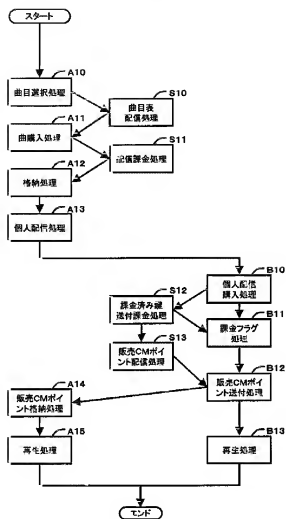 スタート
A10
曲目選択処理
S10
曲目表
配信処理
A11
曲購入処理
S11
配信課金処理
A12
格納処理
A13
個人配信処理
B10
個人配信
購入処理
S12
課金済み鍵
送付課金処理
B11
課金フラグ
処理
S13
販売CMポイ
ント配信処理
B12
販売CMポイ
ント送付処理
A14
販売CMポイ
ント格納処理
A15
再生処理
B13
再生処理
エンド